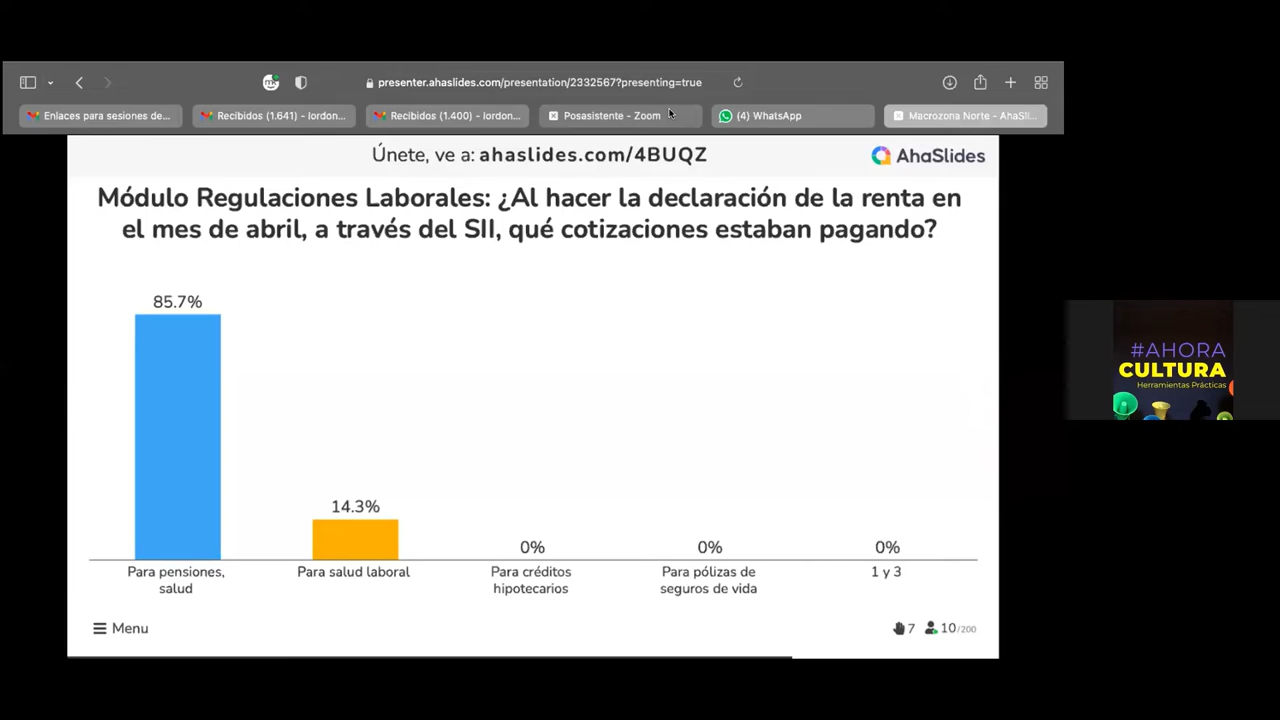 presenter.ahaslides.com/presentation/2332567?presenting=true
Enlaces para sesiones de...
Recibidos (1.641) - lordon...
Recibidos (1.400) - lordon...
Posasistente - Zoom
(4) WhatsApp
Macrozona Norte - AhaSli...
Únete, ve a: ahaslides.com/4BUQZ
AhaSlides
Módulo Regulaciones Laborales: ¿Al hacer la declaración de la renta en
el mes de abril, a través del SII, qué cotizaciones estaban pagando?
85.7%
14.3%
0%
0%
0%
Para pensiones,
salud
Para salud laboral
Para créditos
hipotecarios
Para pólizas de
seguros de vida
1 y 3
Menu
7
10/200
#AHORA
CULTURA
Herramientas Prácticas